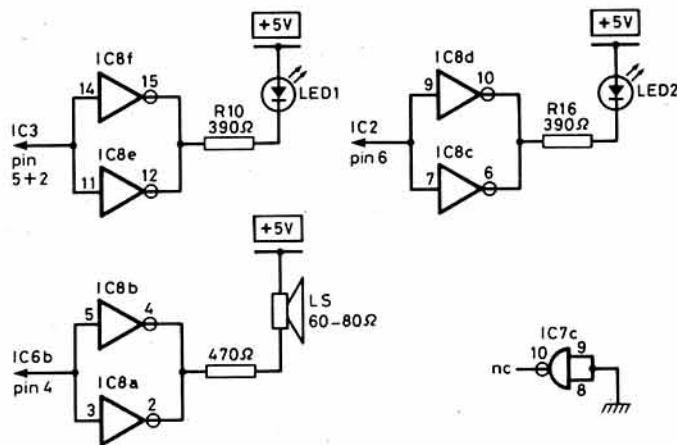 +5V
IC8f
14
15
LED1
R10
390Ω
IC3
pin
5+2
IC8e
11
12
+5V
IC8d
9
10
LED2
R16
390Ω
IC2
pin 6
IC8c
7
6
+5V
IC8b
5
4
LS
60-80Ω
470Ω
IC6b
pin 4
IC8a
3
2
IC7c
10
9
8
nc